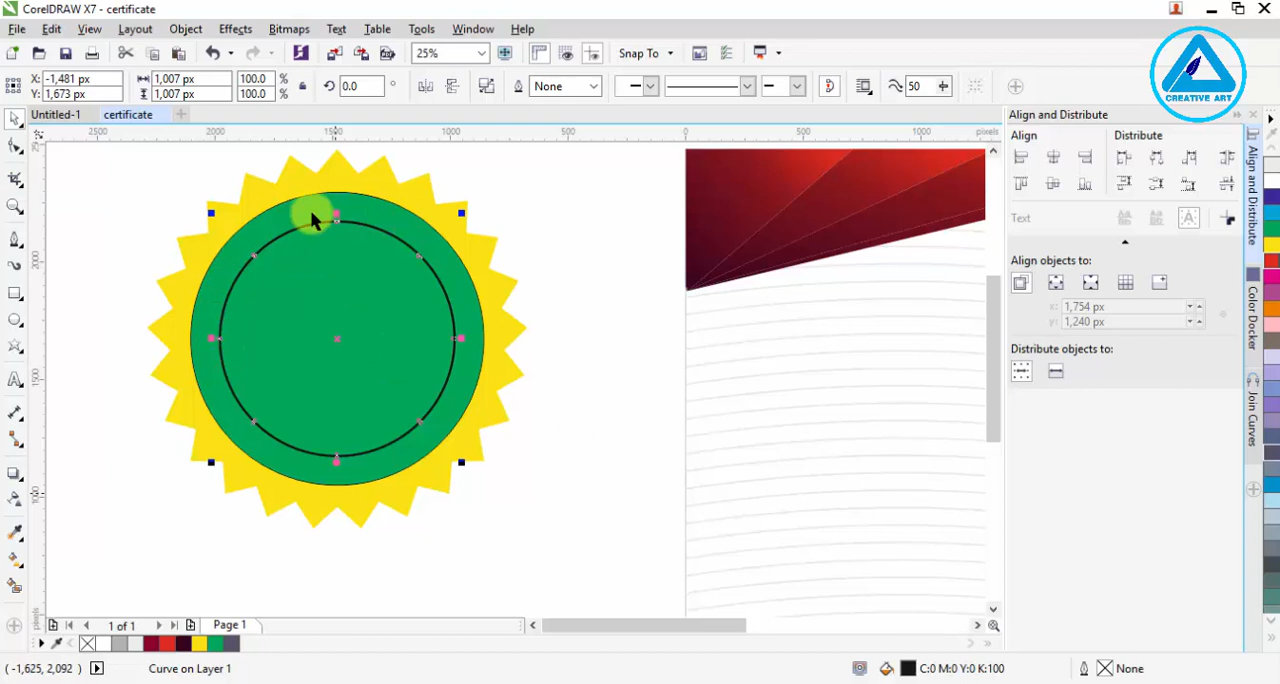 CorelDRAW X7 - certificate
File Edit View Layout Object Effects Bitmaps Text Table Tools Window Help
25% Snap To
X: -1,481 px 1,007 px 100.0 % 0.0 ° None 50
Y: 1,673 px 1,007 px 100.0 %
CREATIVE ART
Untitled-1 certificate
2500 2000 1500 1000 500 0 500 1000 pixels
2000
1500
1000
pixels
Align and Distribute
Align Distribute
Text
Align objects to:
x: 1,754 px
y: 1,240 px
Distribute objects to:
Align and Distribute
Color Docker
Join Curves
1 of 1 Page 1
( -1,625, 2,092 ) Curve on Layer 1 C:0 M:0 Y:0 K:100 None